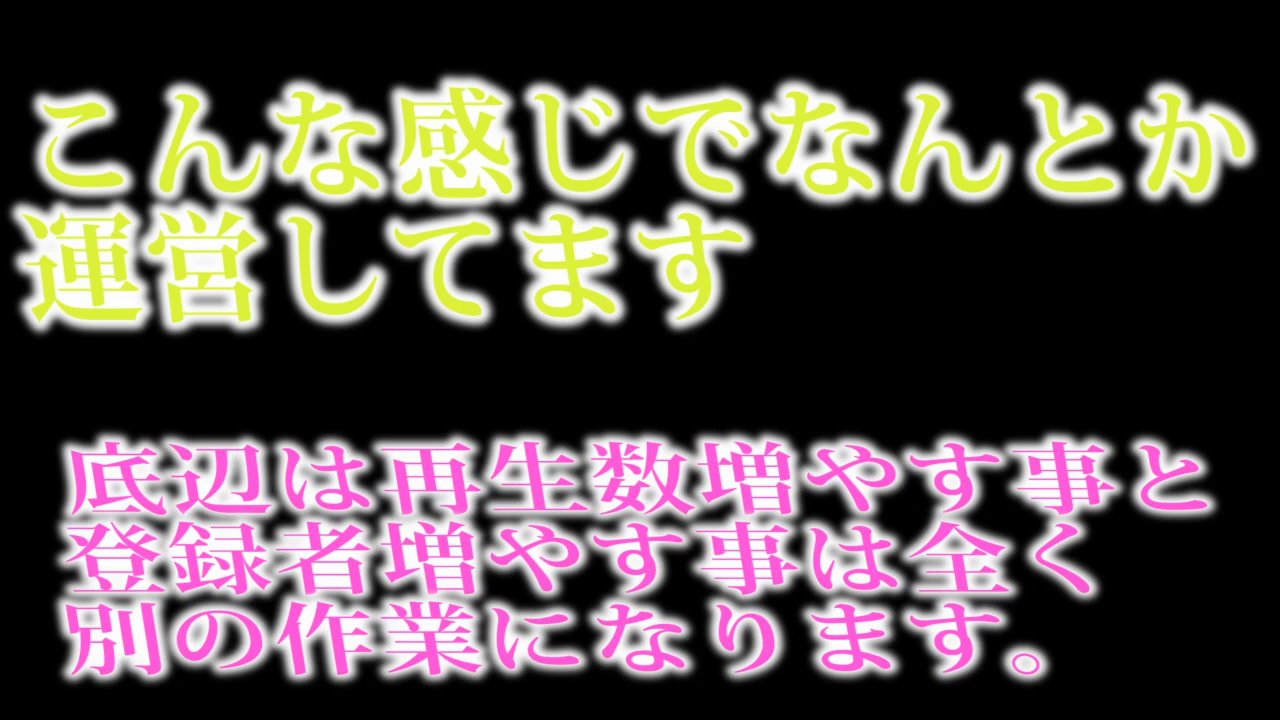 こんな感じでなんとか
運営してます
底辺は再生数増やす事と
登録者増やす事は全く
別の作業になります。